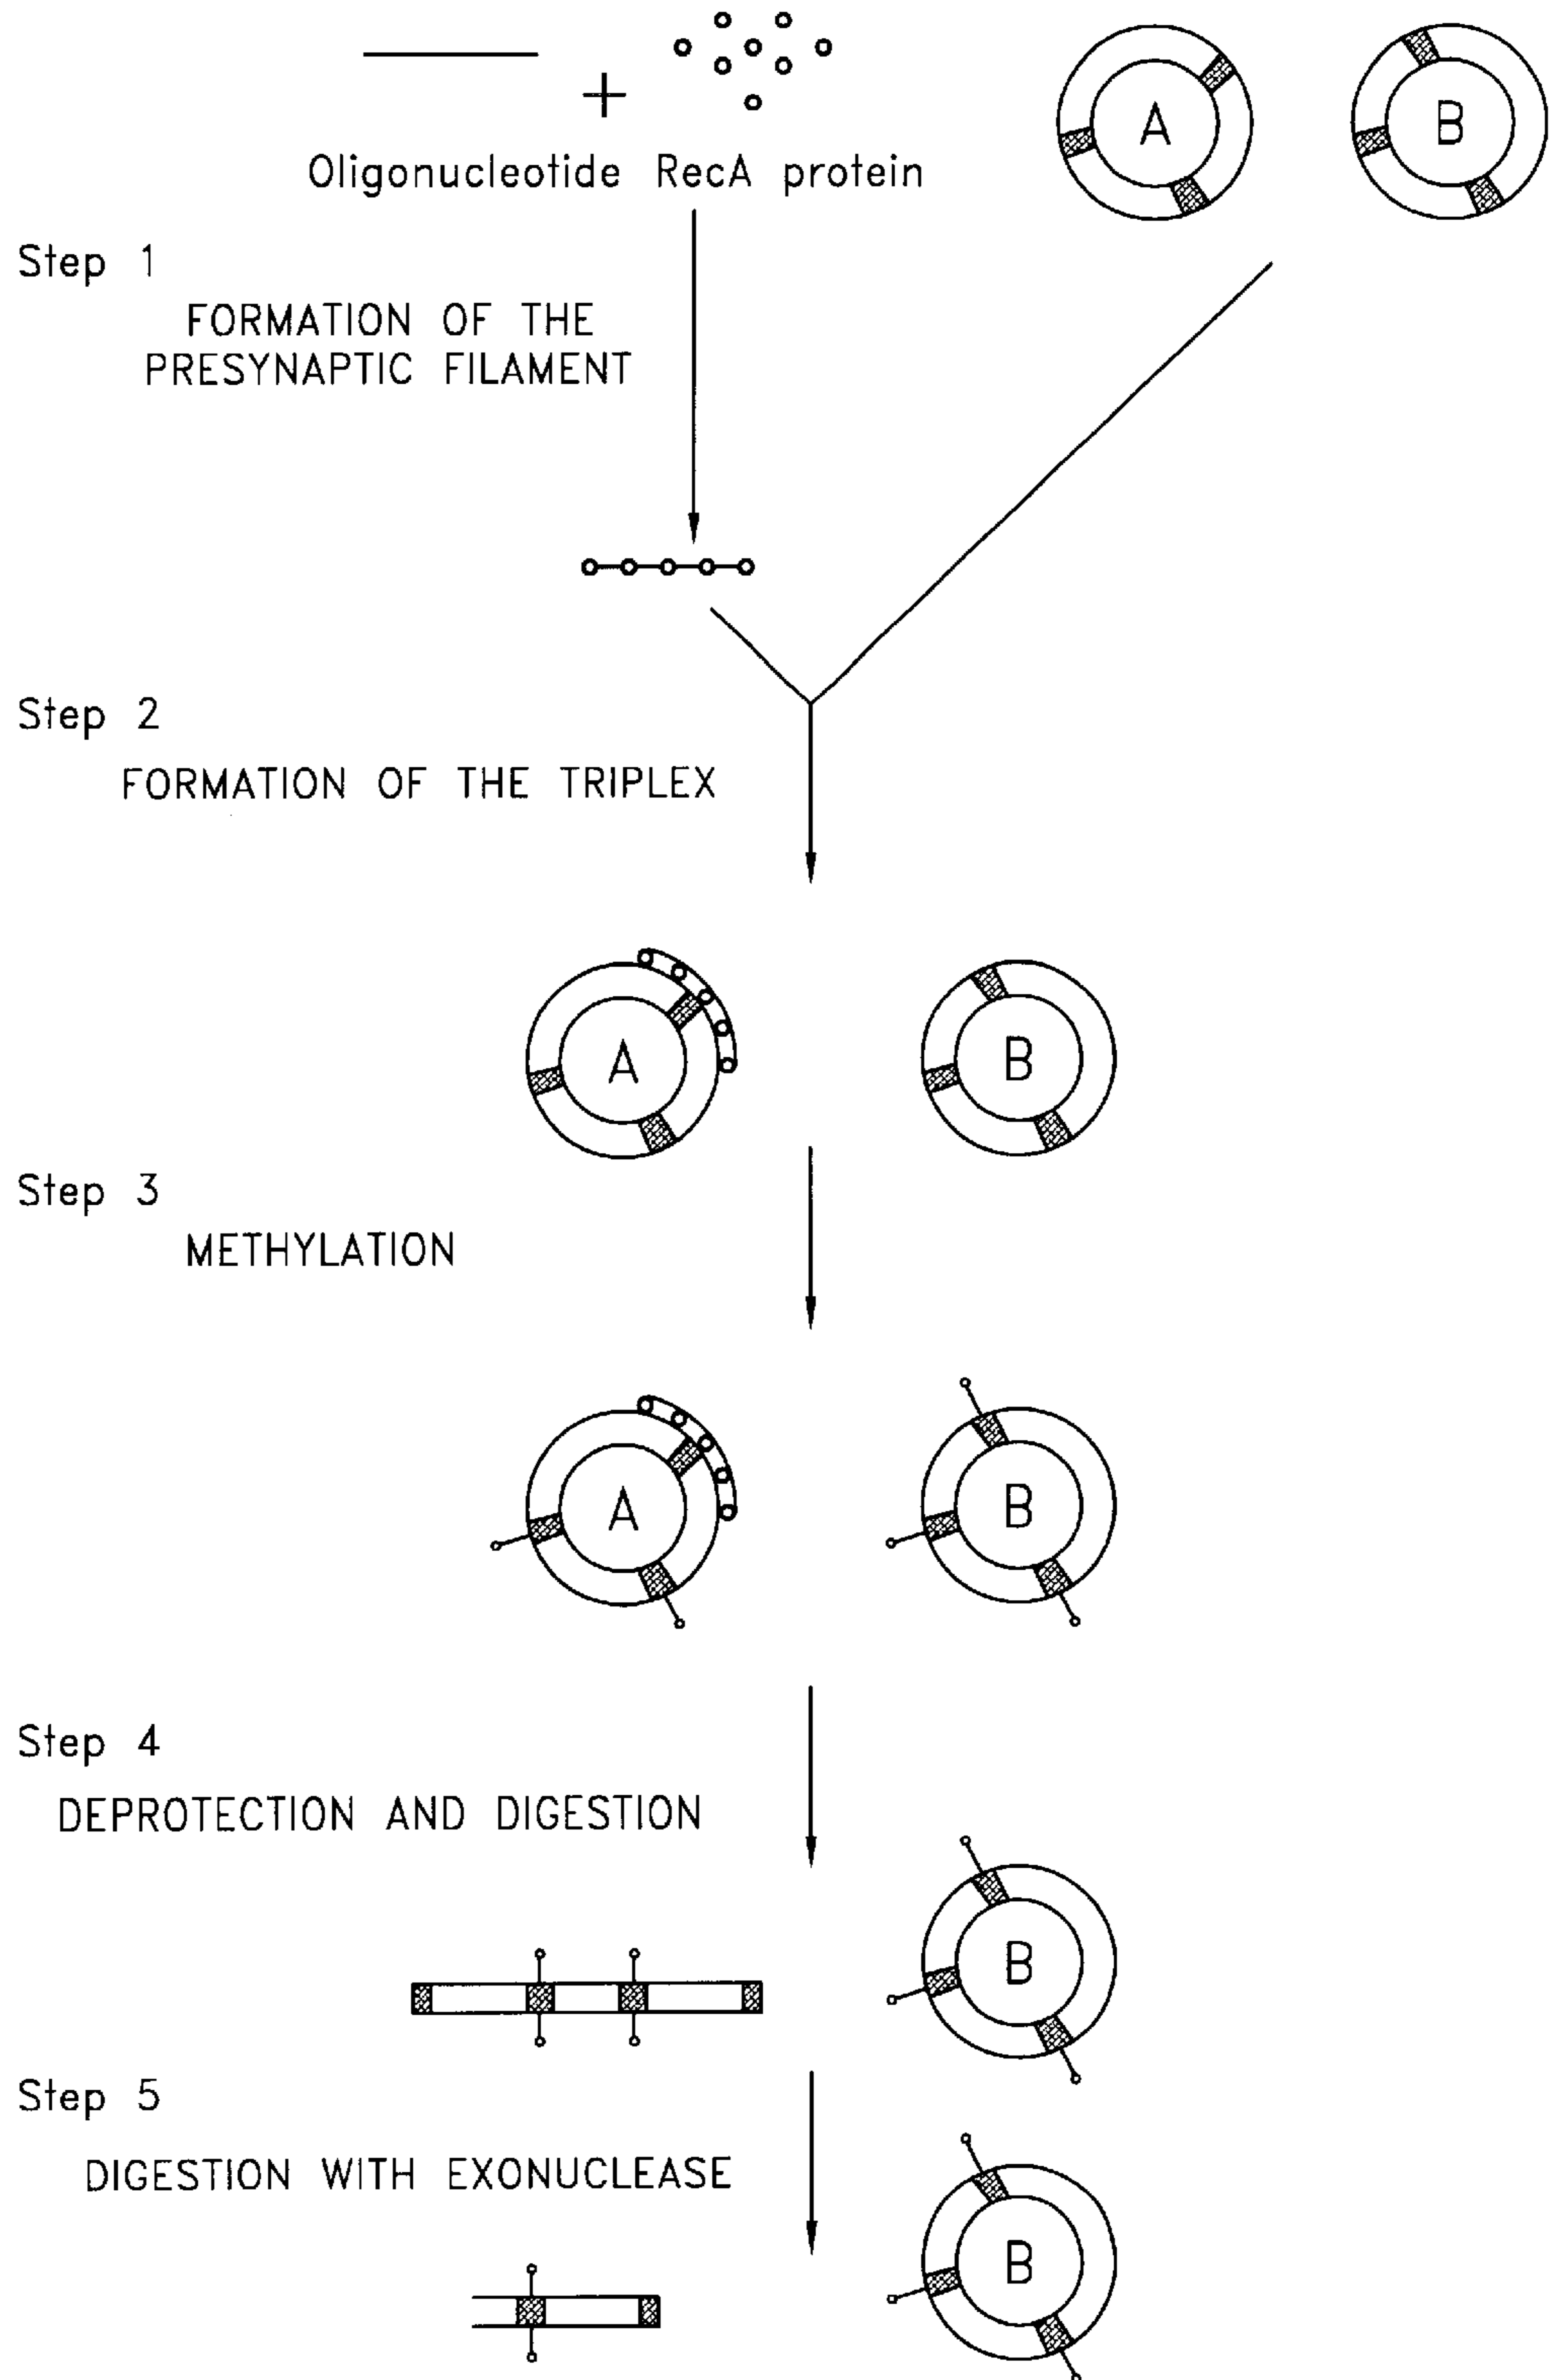 +
Oligonucleotide RecA protein
A
B
Step 1
FORMATION OF THE
PRESYNAPTIC FILAMENT
Step 2
FORMATION OF THE TRIPLEX
A
B
Step 3
METHYLATION
A
B
Step 4
DEPROTECTION AND DIGESTION
B
Step 5
DIGESTION WITH EXONUCLEASE
B